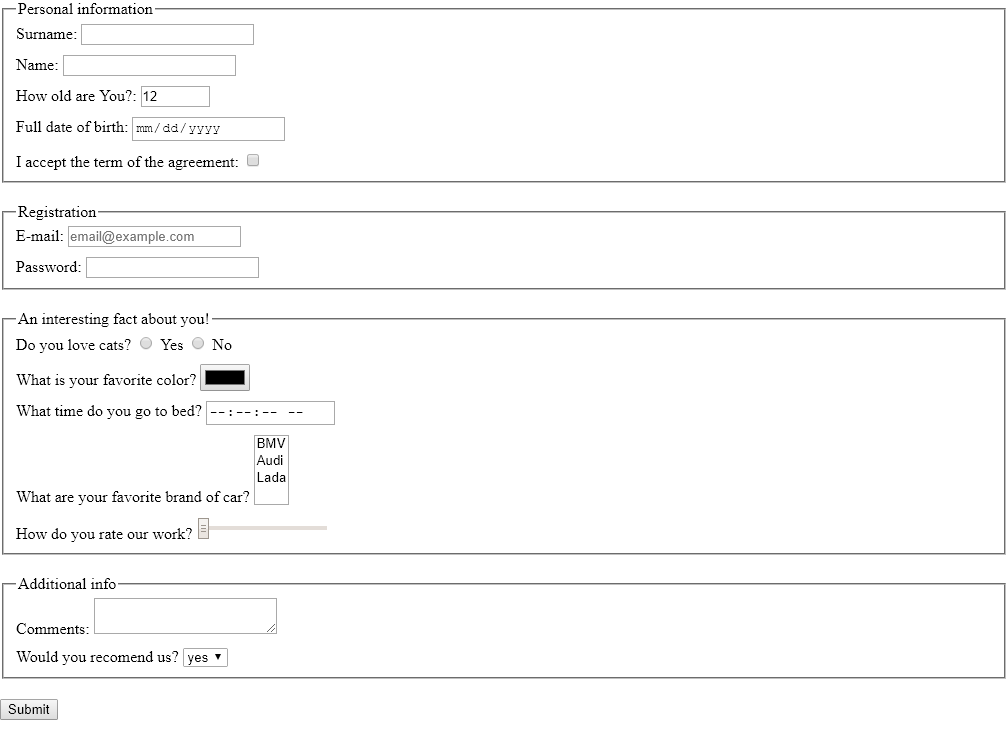 Personal information
Surname:
Name:
How old are You?: 12
Full date of birth: mm/dd/yyyy
I accept the term of the agreement:
Registration
E-mail: email@example.com
Password:
An interesting fact about you!
Do you love cats? Yes No
What is your favorite color?
What time do you go to bed? --:--:-- --
BMV
Audi
Lada
What are your favorite brand of car?
How do you rate our work?
Additional info
Comments:
Would you recomend us? yes
Submit